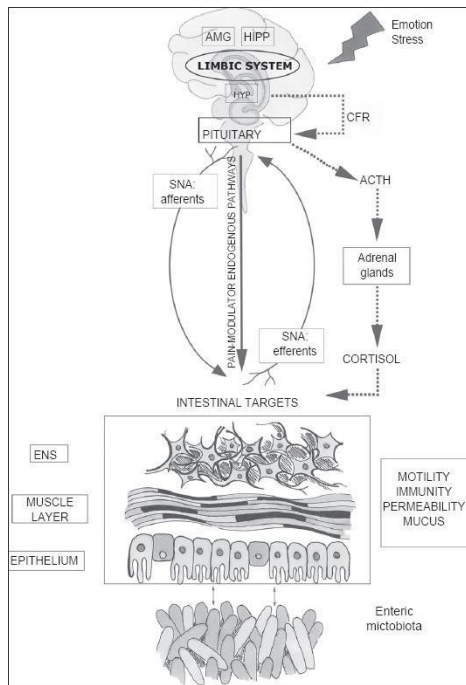 AMG HIPP
Emotion
Stress
LIMBIC SYSTEM
HYP
CFR
PITUITARY
ACTH
SNA:
afferents
PAIN-MODULATOR ENDOGENOUS PATHWAYS
Adrenal
glands
SNA:
efferents
CORTISOL
INTESTINAL TARGETS
ENS
MUSCLE
LAYER
EPITHELIUM
MOTILITY
IMMUNITY
PERMEABILITY
MUCUS
Enteric
mictobiota